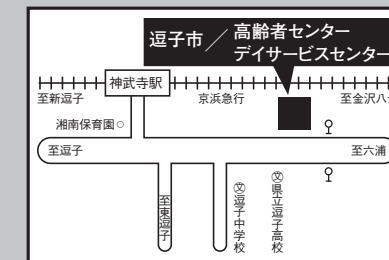 逗子市／高齢者センター
デイサービスセンター
神武寺駅
至新逗子
京浜急行
至金沢八
湘南保育園
至逗子
至六浦
至東逗子
逗子中学校
県立逗子高校